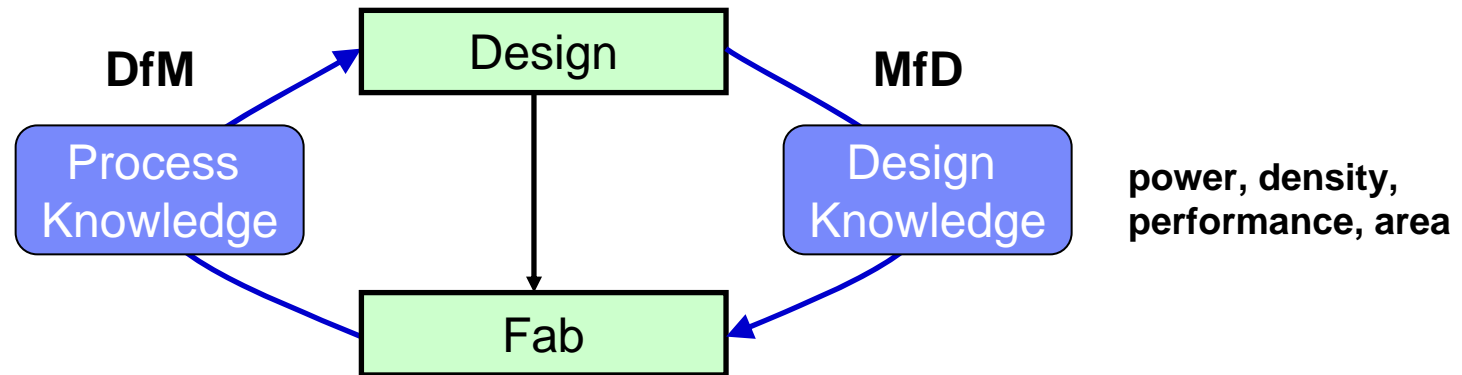 Design
DfM
MfD
Process
Knowledge
Design
Knowledge
power, density,
performance, area
Fab